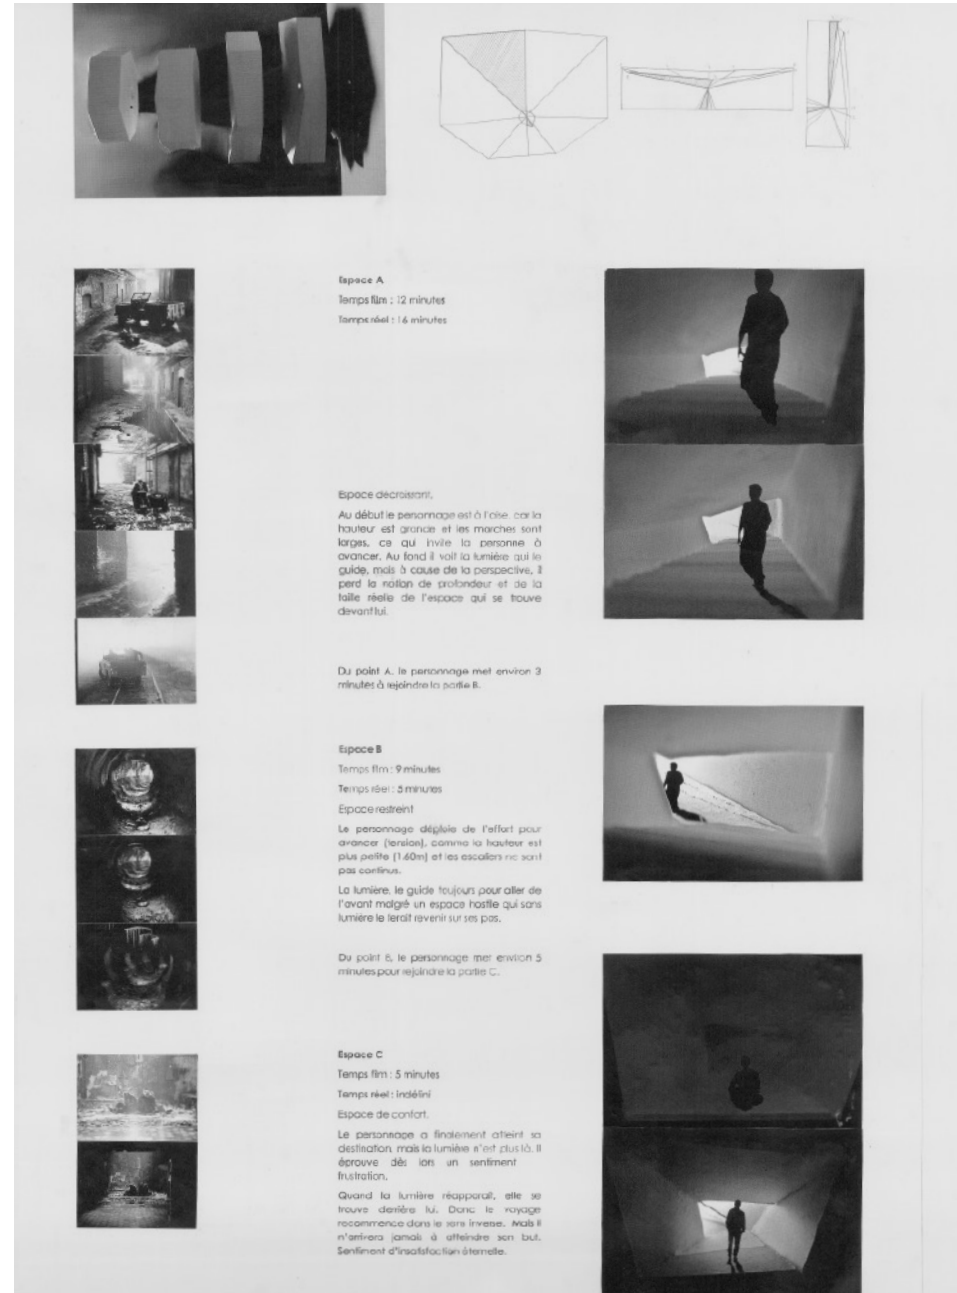 Espace A
Temps film : 12 minutes
Temps réel : 16 minutes
Espace décroissant.
Au début le personnage est à l'aise, car la
hauteur est grande et les marches sont
larges, ce qui invite la personne à
avancer. Au fond il voit la lumière qui le
guide, mais à cause de la perspective, il
perd la notion de profondeur et de la
taille réelle de l'espace qui se trouve
devant lui.
Du point A, le personnage met environ 3
minutes à rejoindre la partie B.
Espace B
Temps film : 9 minutes
Temps réel : 5 minutes
Espace restreint
Le personnage déploie de l'effort pour
avancer (tension), comme la hauteur est
plus petite (1.60m) et les escaliers ne sont
pas continus.
La lumière, le guide toujours pour aller de
l'avant malgré un espace hostile qui sans
lumière le ferait revenir sur ses pas.
Du point B, le personnage met environ 5
minutes pour rejoindre la partie C.
Espace C
Temps film : 5 minutes
Temps réel : indéfini
Espace de confort.
Le personnage a finalement atteint sa
destination, mais la lumière n'est plus là. Il
éprouve dès lors un sentiment
frustration.
Quand la lumière réapparaît, elle se
trouve derrière lui. Donc le voyage
recommence dans le sens inverse. Mais il
n'arrivera jamais à atteindre son but.
Sentiment d'insatisfaction éternelle.